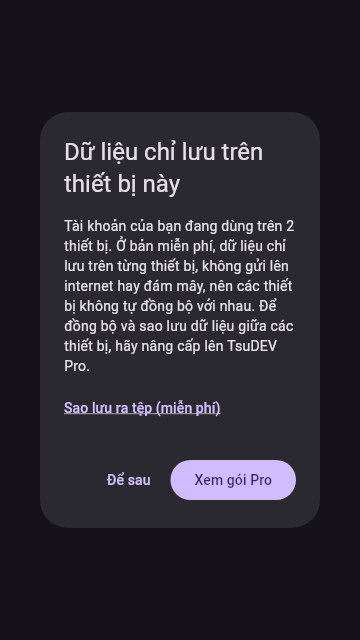 Dữ liệu chỉ lưu trên
thiết bị này
Tài khoản của bạn đang dùng trên 2
thiết bị. Ở bản miễn phí, dữ liệu chỉ
lưu trên từng thiết bị, không gửi lên
internet hay đám mây, nên các thiết
bị không tự đồng bộ với nhau. Để
đồng bộ và sao lưu dữ liệu giữa các
thiết bị, hãy nâng cấp lên TsuDEV
Pro.
Sao lưu ra tệp (miễn phí)
Để sau
Xem gói Pro